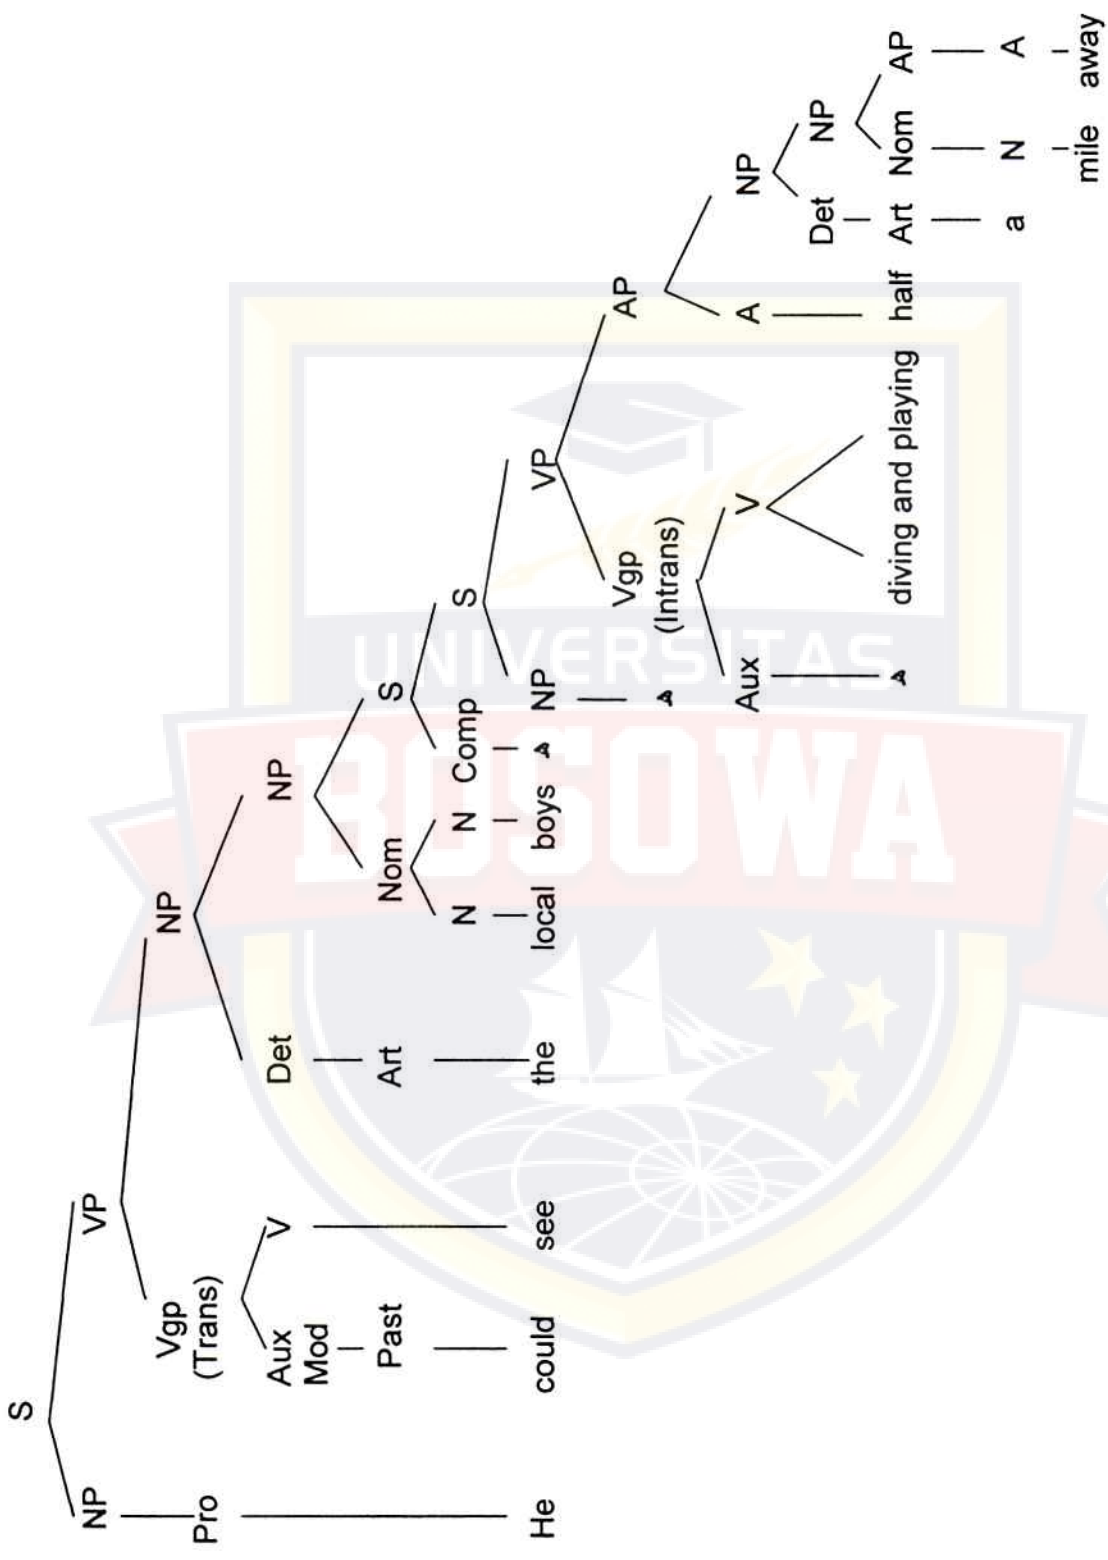 S
NP VP
Vgp NP
Pro (Trans)
Aux V Det NP
Mod
Past Art Nom S
N N Comp S
He could see the local boys NP VP
Vgp AP
(Intrans)
Aux V A NP
Det NP
diving and playing half Art Nom AP
a N A
mile away
UNIVERSITAS
BOSOWA